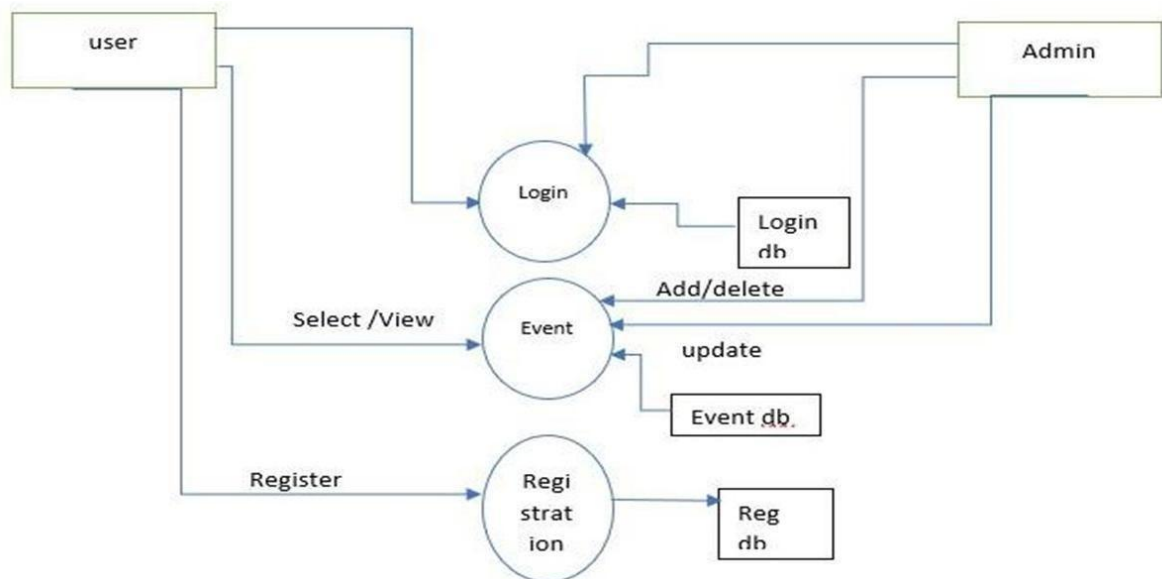 user
Admin
Login
Login
db
Add/delete
Select /View
Event
update
Event db
Register
Regi
strat
ion
Reg
db